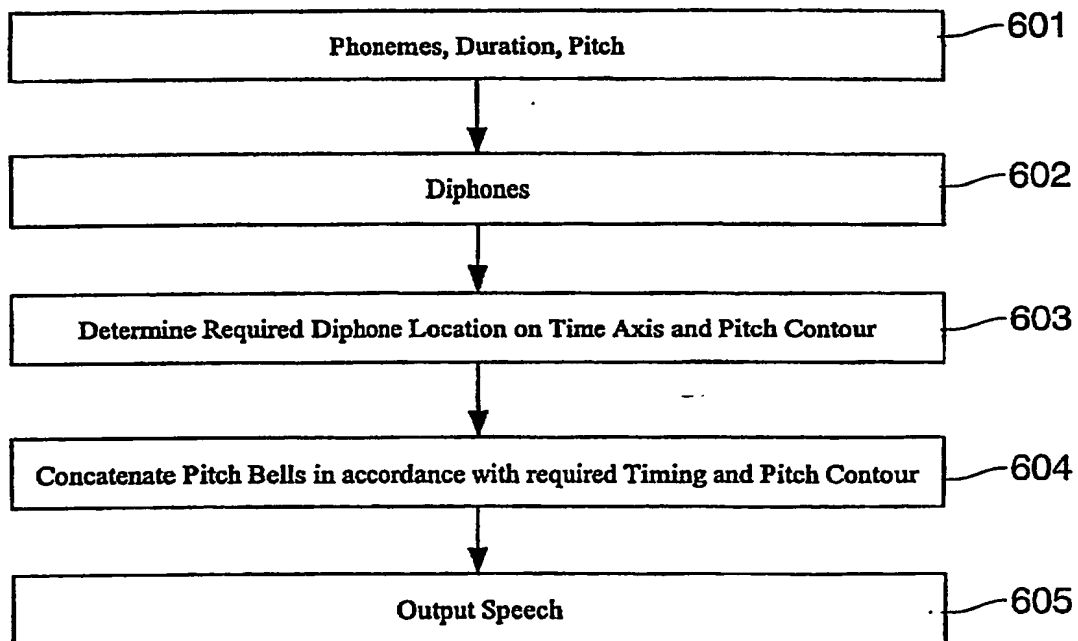 Phonemes, Duration, Pitch
601
Diphones
602
Determine Required Diphone Location on Time Axis and Pitch Contour
603
Concatenate Pitch Bells in accordance with required Timing and Pitch Contour
604
Output Speech
605